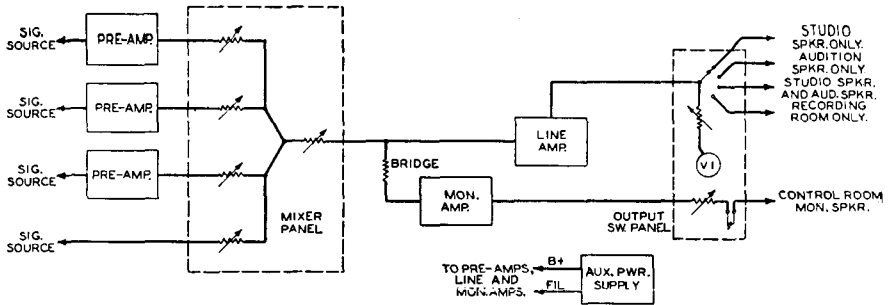 SIG.
SOURCE
PRE-AMP.
SIG.
SOURCE
PRE-AMP.
SIG.
SOURCE
PRE-AMP.
SIG.
SOURCE
MIXER
PANEL
BRIDGE
LINE
AMP.
MON.
AMP.
OUTPUT
SW. PANEL
VI
STUDIO
SPKR. ONLY.
AUDITION
SPKR. ONLY.
STUDIO SPKR.
AND AUD. SPKR.
RECORDING
ROOM ONLY.
CONTROL ROOM
MON. SPKR.
TO PRE-AMPS,
LINE AND
MON. AMPS.
B+
FIL
AUX. PWR.
SUPPLY